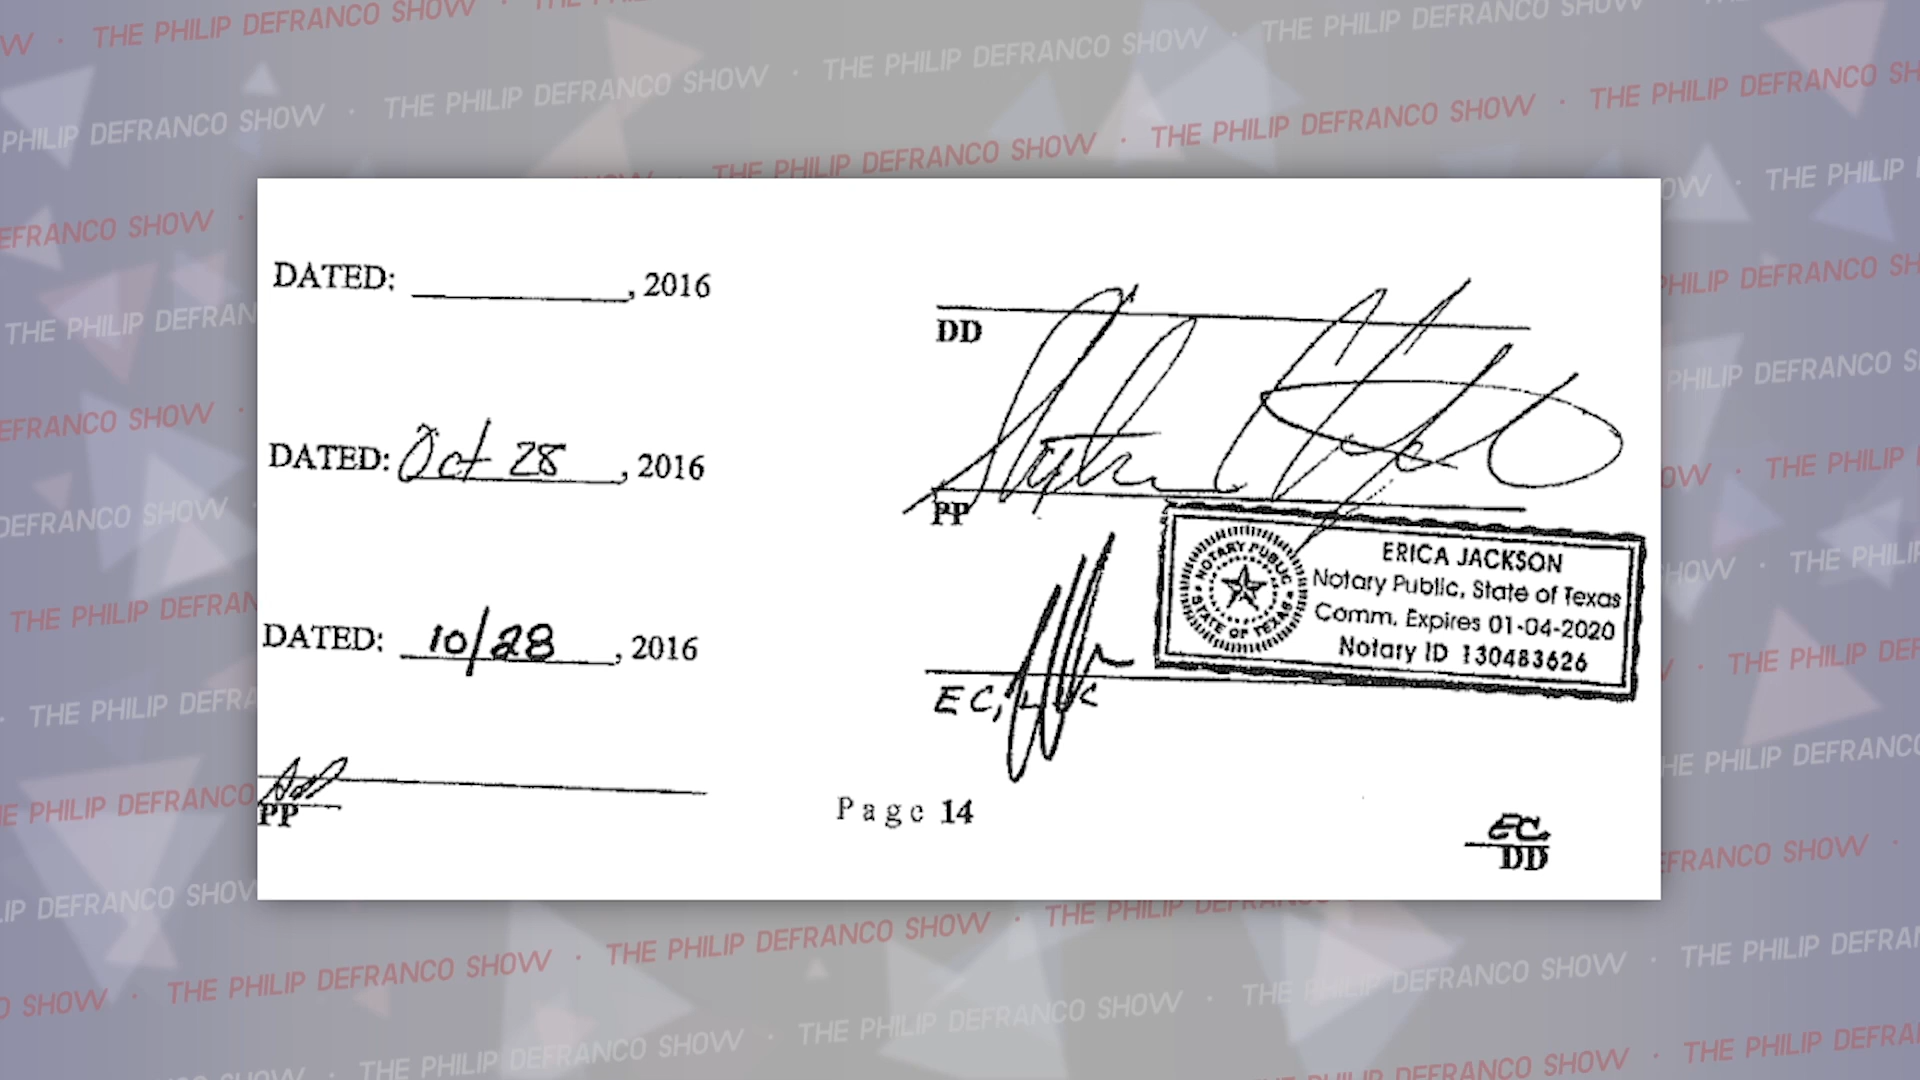 THE PHILIP DEFRANCO SHOW
DATED: , 2016
DD
DATED: Oct 28, 2016
PP
ERICA JACKSON
Notary Public, State of Texas
Comm. Expires 01-04-2020
Notary ID 130483626
NOTARY PUBLIC
STATE OF TEXAS
DATED: 10/28, 2016
EC, LLC
PP
Page 14
EC.
DD